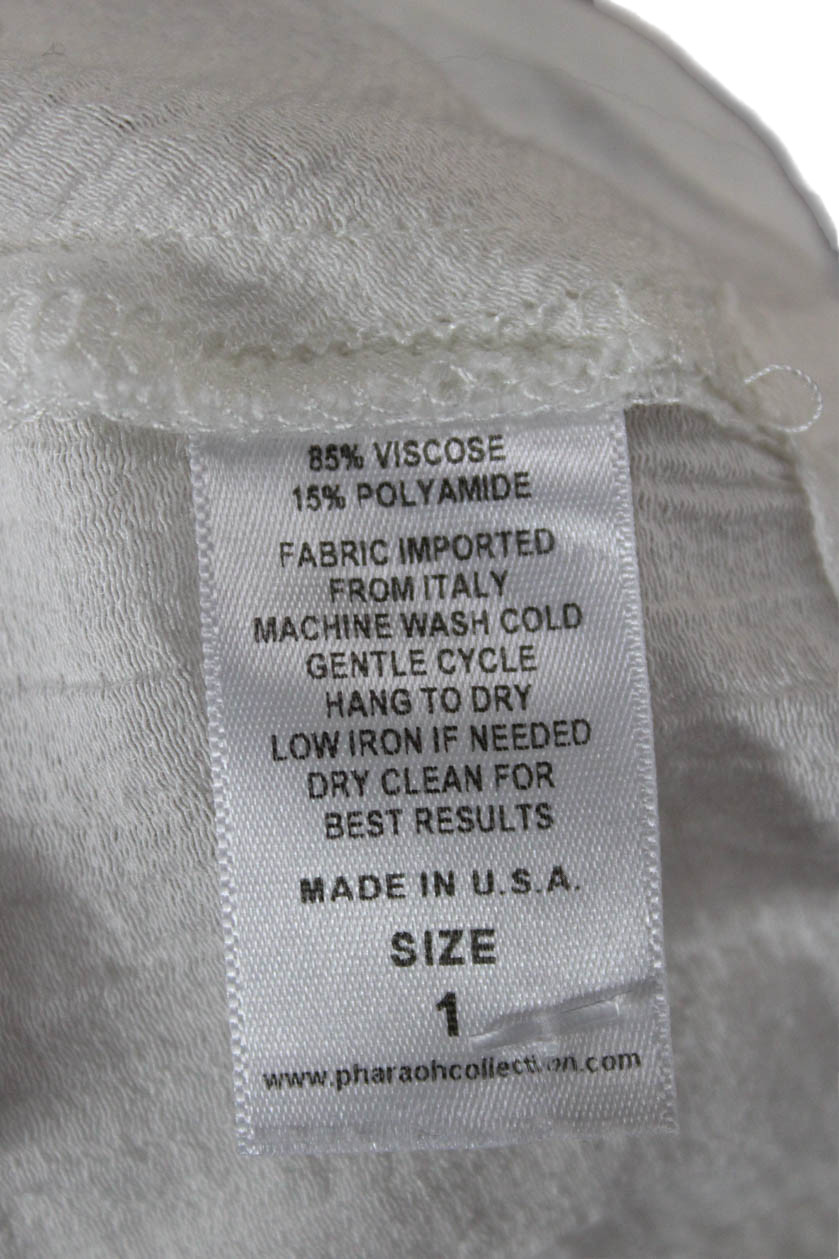 85% VISCOSE
15% POLYAMIDE
FABRIC IMPORTED
FROM ITALY
MACHINE WASH COLD
GENTLE CYCLE
HANG TO DRY
LOW IRON IF NEEDED
DRY CLEAN FOR
BEST RESULTS
MADE IN U.S.A.
SIZE
1
www.pharaohcollection.com